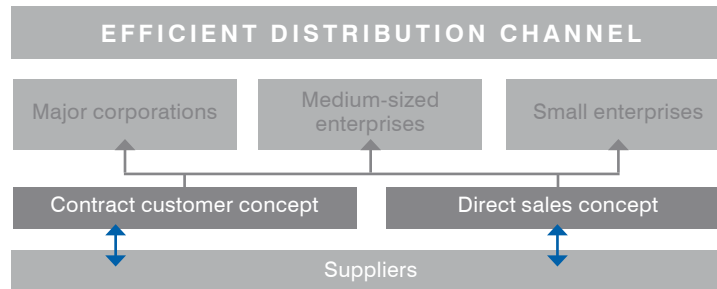 EFFICIENT DISTRIBUTION CHANNEL
Major corporations
Medium-sized
enterprises
Small enterprises
Contract customer concept
Direct sales concept
Suppliers